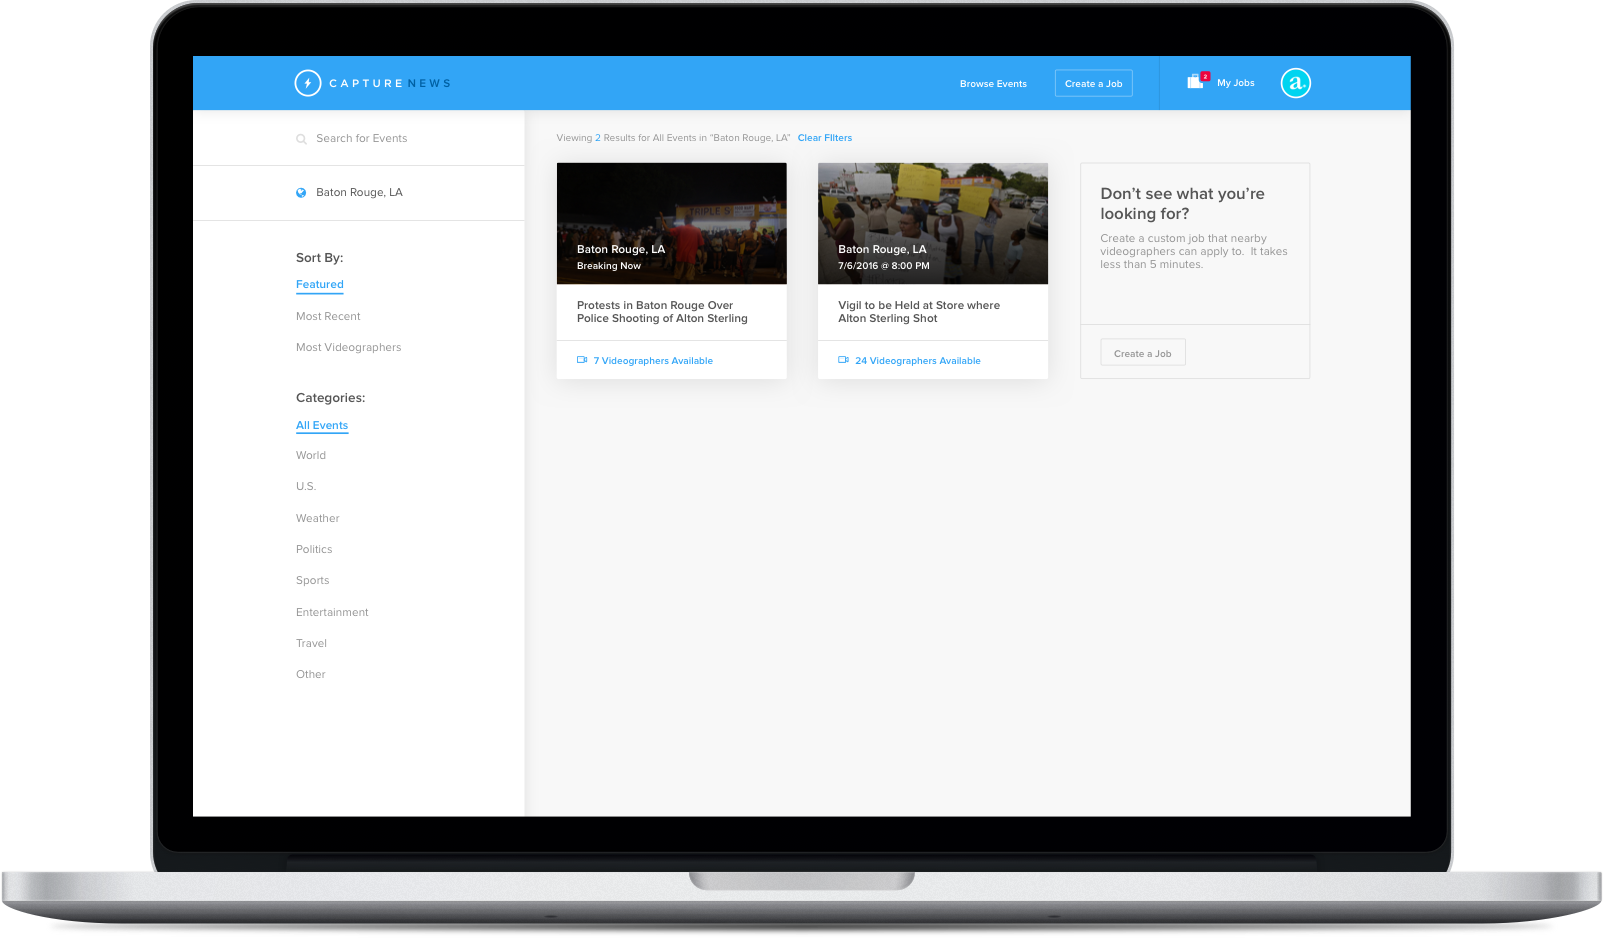 CAPTURE NEWS
Browse Events
Create a Job
2
My Jobs
a.
Search for Events
Baton Rouge, LA
Sort By:
Featured
Most Recent
Most Videographers
Categories:
All Events
World
U.S.
Weather
Politics
Sports
Entertainment
Travel
Other
Viewing 2 Results for All Events in "Baton Rouge, LA" Clear Filters
TRIPLE S
Baton Rouge, LA
Breaking Now
Protests in Baton Rouge Over
Police Shooting of Alton Sterling
7 Videographers Available
Baton Rouge, LA
7/6/2016 @ 8:00 PM
Vigil to be Held at Store where
Alton Sterling Shot
24 Videographers Available
Don't see what you're
looking for?
Create a custom job that nearby
videographers can apply to. It takes
less than 5 minutes.
Create a Job